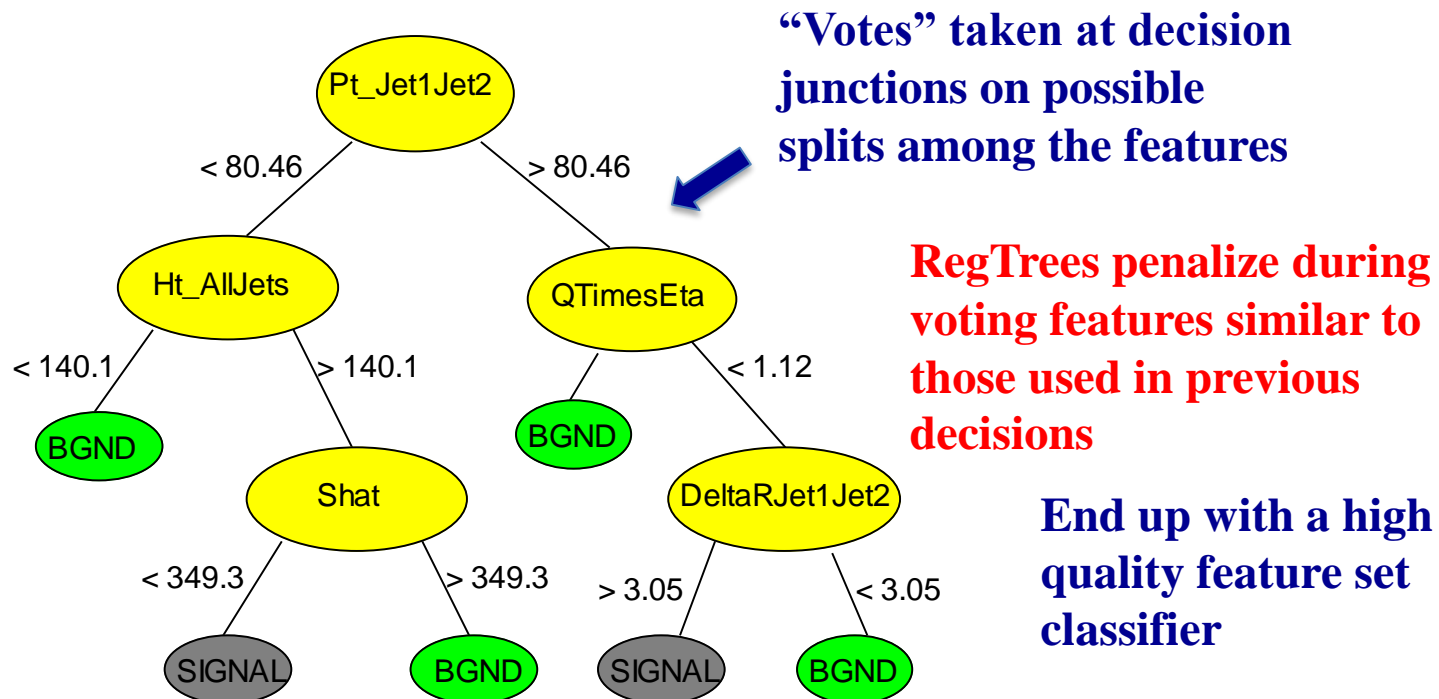 “Votes” taken at decision
junctions on possible
splits among the features
Pt_Jet1Jet2
< 80.46
> 80.46
RegTrees penalize during
voting features similar to
those used in previous
decisions
Ht_AllJets
QTimesEta
< 140.1
> 140.1
< 1.12
BGND
BGND
End up with a high
quality feature set
classifier
Shat
DeltaRJet1Jet2
< 349.3
> 349.3
> 3.05
< 3.05
SIGNAL
BGND
SIGNAL
BGND